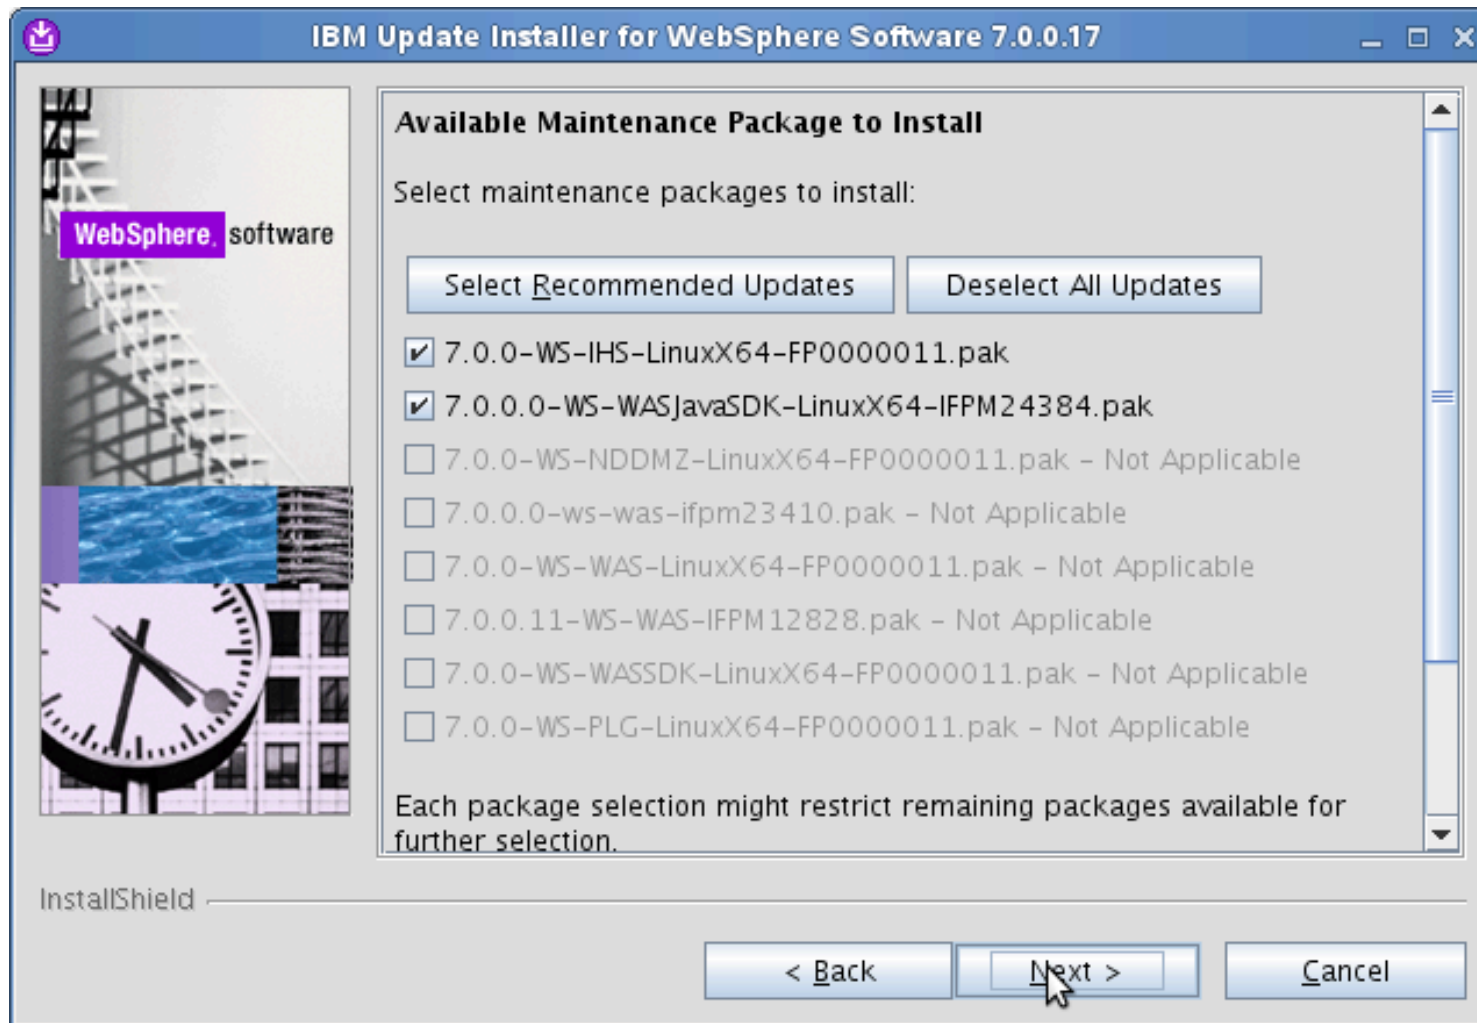 IBM Update Installer for WebSphere Software 7.0.0.17
WebSphere. software
Available Maintenance Package to Install
Select maintenance packages to install:
Select Recommended Updates
Deselect All Updates
7.0.0-WS-IHS-LinuxX64-FP0000011.pak
7.0.0.0-WS-WASJavaSDK-LinuxX64-IFPM24384.pak
7.0.0-WS-NDDMZ-LinuxX64-FP0000011.pak - Not Applicable
7.0.0.0-ws-was-ifpm23410.pak - Not Applicable
7.0.0-WS-WAS-LinuxX64-FP0000011.pak - Not Applicable
7.0.0.11-WS-WAS-IFPM12828.pak - Not Applicable
7.0.0-WS-WASSDK-LinuxX64-FP0000011.pak - Not Applicable
7.0.0-WS-PLG-LinuxX64-FP0000011.pak - Not Applicable
Each package selection might restrict remaining packages available for
further selection.
InstallShield
< Back
Next >
Cancel